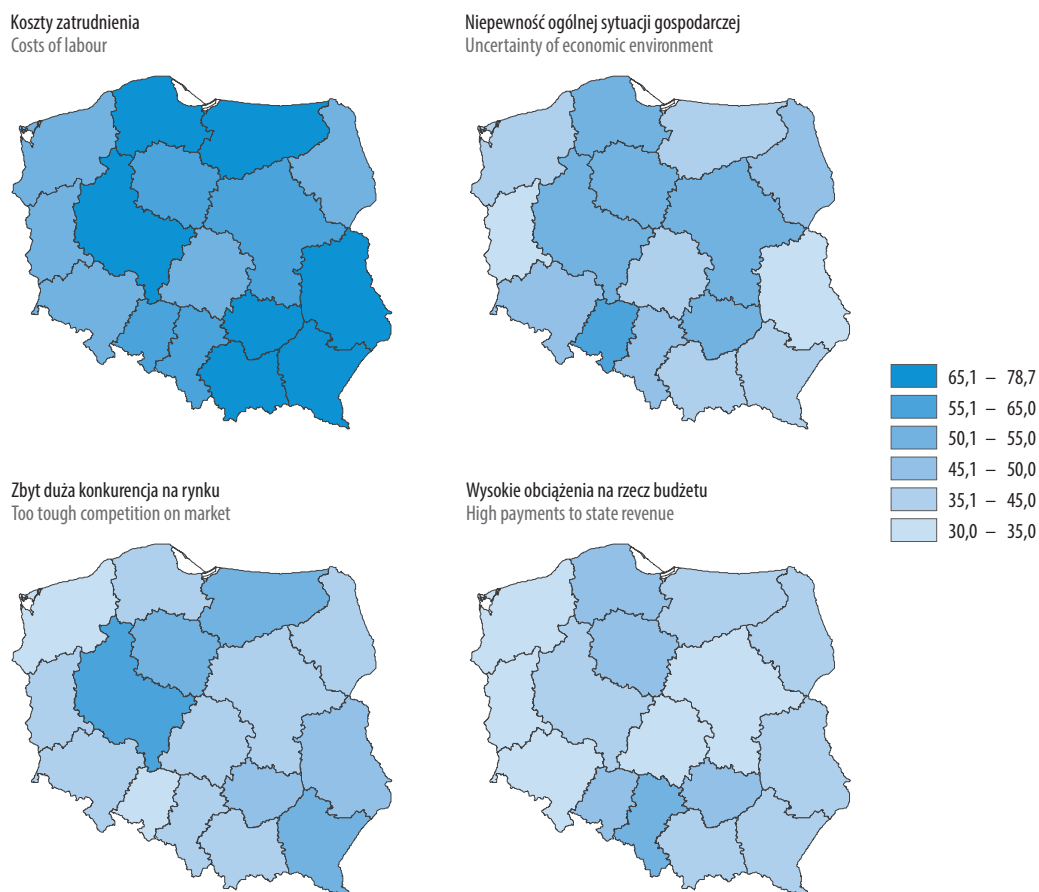 Koszty zatrudnienia
Costs of labour
Niepewność ogólnej sytuacji gospodarczej
Uncertainty of economic environment
65,1 – 78,7
55,1 – 65,0
50,1 – 55,0
45,1 – 50,0
35,1 – 45,0
30,0 – 35,0
Zbyt duża konkurencja na rynku
Too tough competition on market
Wysokie obciążenia na rzecz budżetu
High payments to state revenue